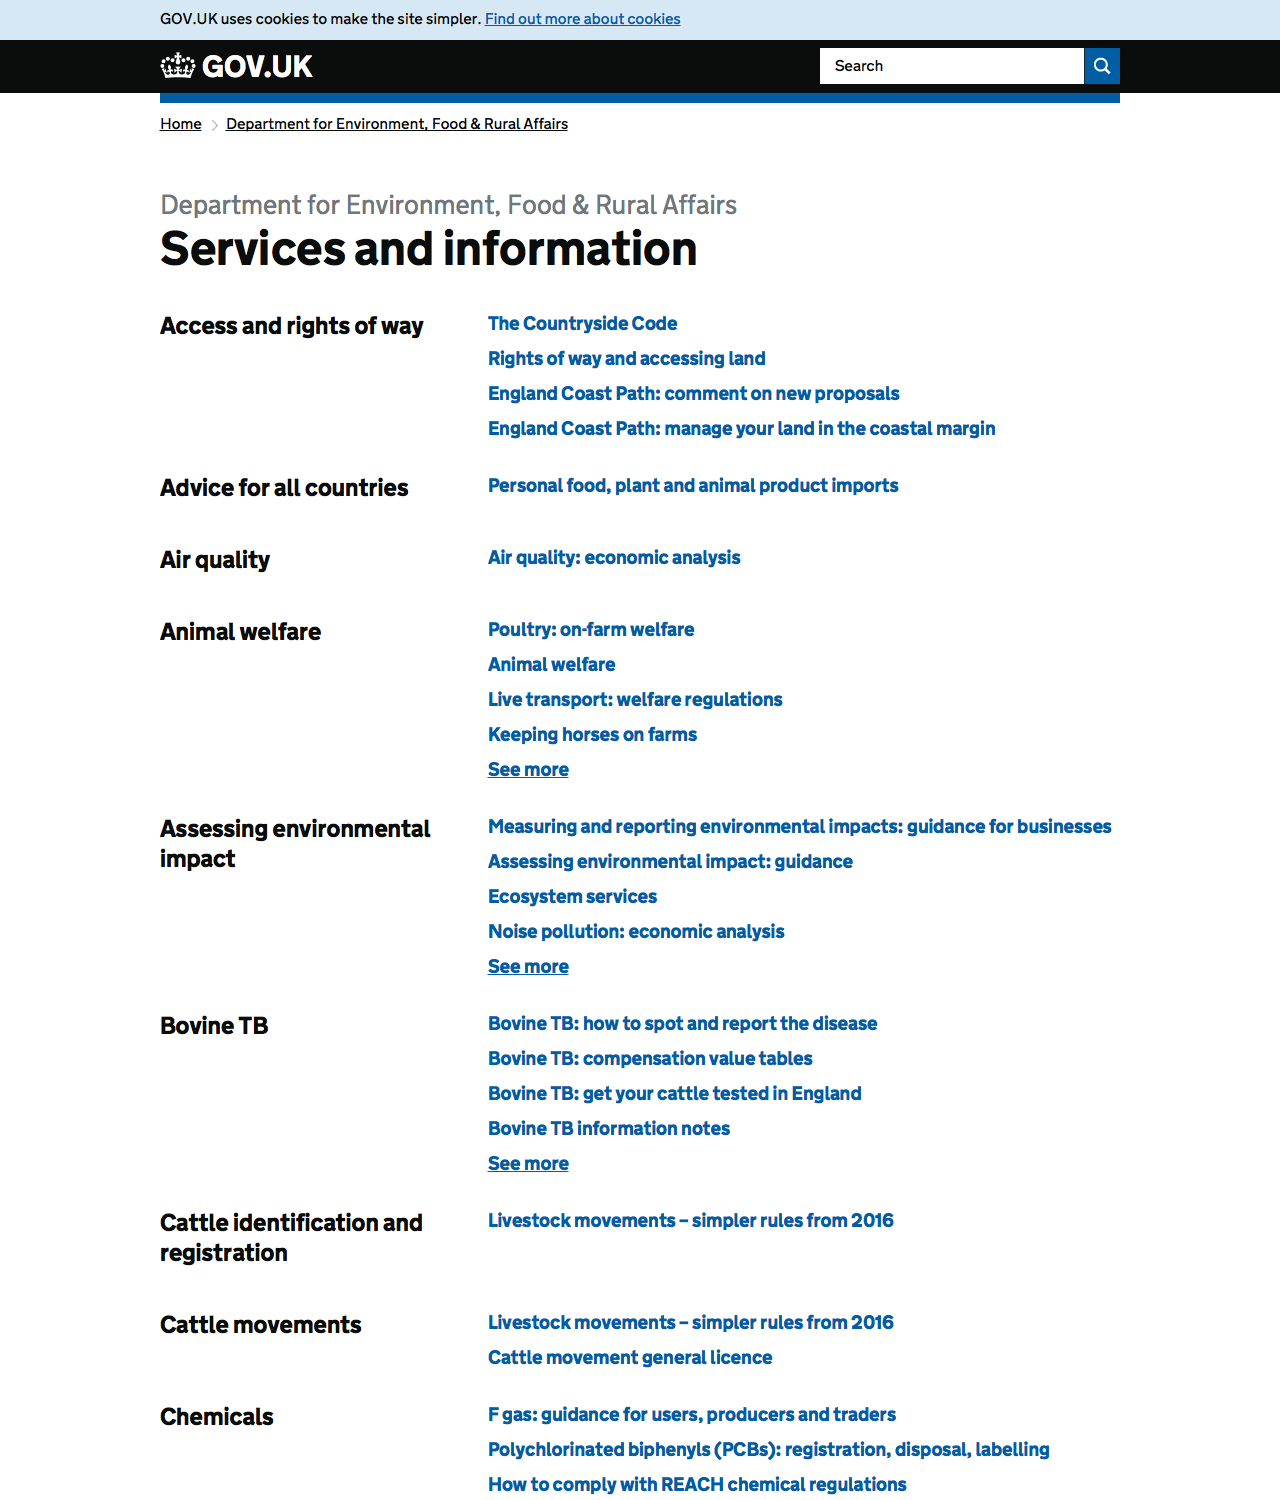 GOV.UK uses cookies to make the site simpler. Find out more about cookies
GOV.UK
Search
Home
Department for Environment, Food & Rural Affairs
Department for Environment, Food & Rural Affairs
Services and information
Access and rights of way
The Countryside Code
Rights of way and accessing land
England Coast Path: comment on new proposals
England Coast Path: manage your land in the coastal margin
Advice for all countries
Personal food, plant and animal product imports
Air quality
Air quality: economic analysis
Animal welfare
Poultry: on-farm welfare
Animal welfare
Live transport: welfare regulations
Keeping horses on farms
See more
Assessing environmental
impact
Measuring and reporting environmental impacts: guidance for businesses
Assessing environmental impact: guidance
Ecosystem services
Noise pollution: economic analysis
See more
Bovine TB
Bovine TB: how to spot and report the disease
Bovine TB: compensation value tables
Bovine TB: get your cattle tested in England
Bovine TB information notes
See more
Cattle identification and
registration
Livestock movements – simpler rules from 2016
Cattle movements
Livestock movements – simpler rules from 2016
Cattle movement general licence
Chemicals
F gas: guidance for users, producers and traders
Polychlorinated biphenyls (PCBs): registration, disposal, labelling
How to comply with REACH chemical regulations